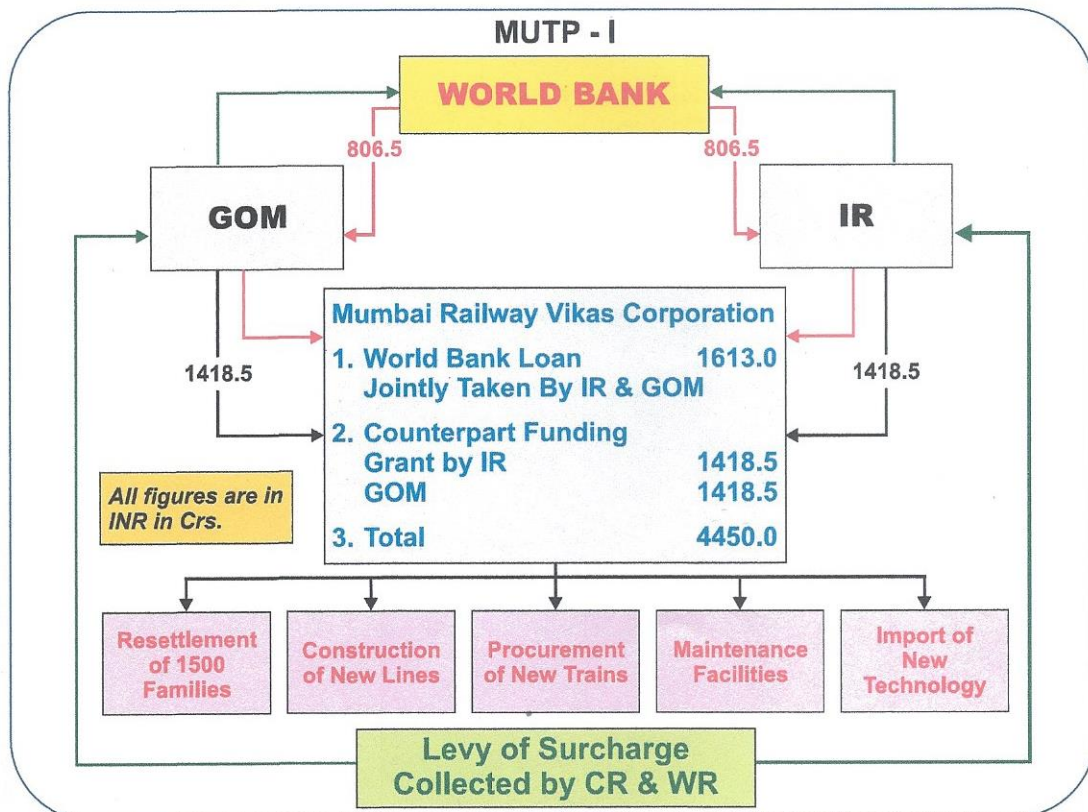 MUTP - I
WORLD BANK
806.5
806.5
GOM
IR
1418.5
1418.5
Mumbai Railway Vikas Corporation
1. World Bank Loan 1613.0
Jointly Taken By IR & GOM
2. Counterpart Funding
Grant by IR 1418.5
GOM 1418.5
3. Total 4450.0
All figures are in
INR in Crs.
Resettlement
of 1500
Families
Construction
of New Lines
Procurement
of New Trains
Maintenance
Facilities
Import of
New
Technology
Levy of Surcharge
Collected by CR & WR